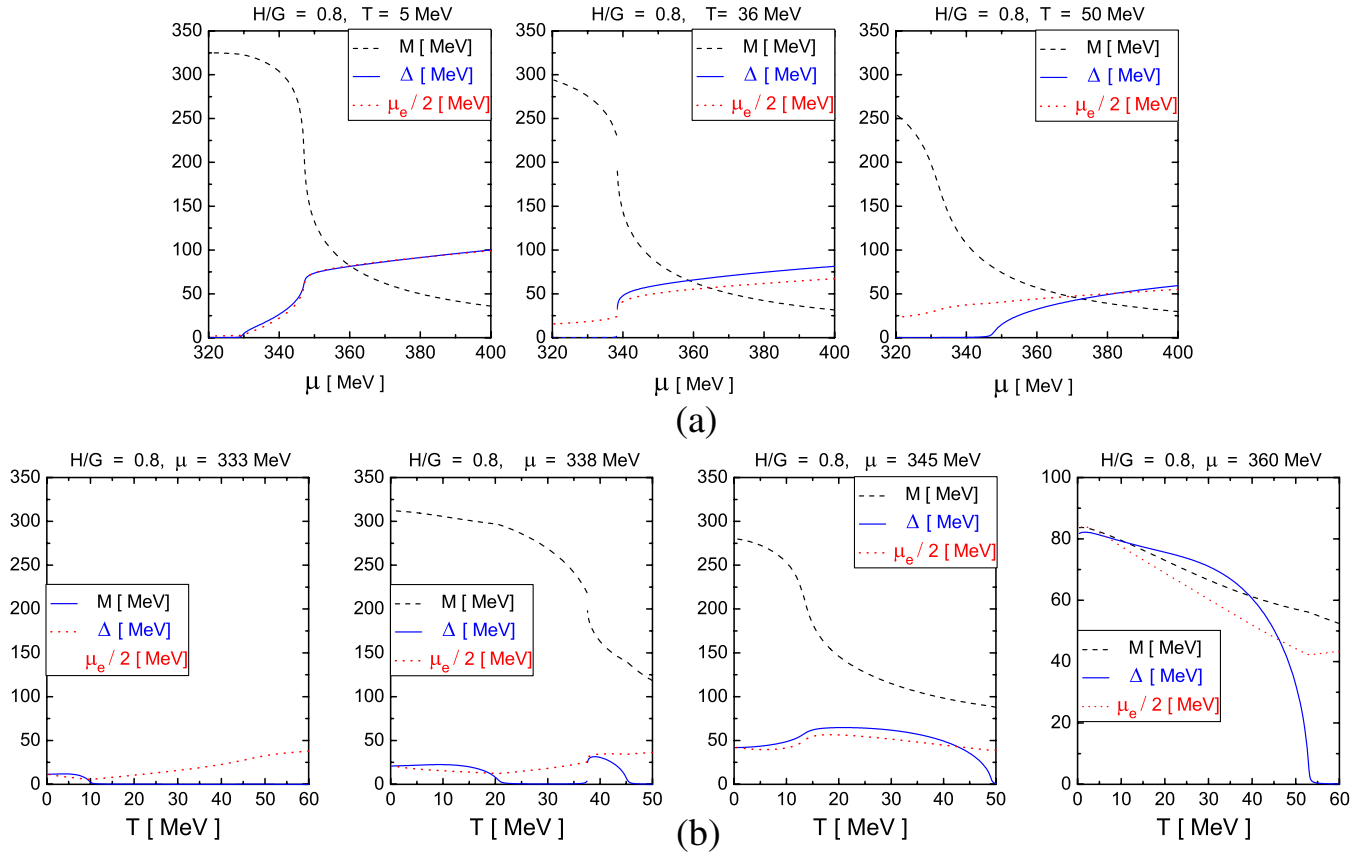 H/G = 0.8, T = 5 MeV
350
300
250
200
150
100
50
0
320 340 360 380 400
M [ MeV]
Δ [ MeV]
μe / 2 [ MeV]
μ [ MeV ]
H/G = 0.8, T= 36 MeV
350
300
250
200
150
100
50
0
320 340 360 380 400
M [ MeV]
Δ [ MeV]
μe / 2 [ MeV]
μ [ MeV ]
H/G = 0.8, T = 50 MeV
350
300
250
200
150
100
50
0
320 340 360 380 400
M [ MeV]
Δ [ MeV]
μe / 2 [ MeV]
μ [ MeV ]
(a)
H/G = 0.8, μ = 333 MeV
350
300
250
200
150
100
50
0
0 10 20 30 40 50 60
M [ MeV]
Δ [ MeV]
μe / 2 [ MeV]
T [ MeV ]
H/G = 0.8, μ = 338 MeV
350
300
250
200
150
100
50
0
0 10 20 30 40 50
M [ MeV]
Δ [ MeV]
μe / 2 [ MeV]
T [ MeV ]
H/G = 0.8, μ = 345 MeV
350
300
250
200
150
100
50
0
0 10 20 30 40 50
M [ MeV]
Δ [ MeV]
μe / 2 [ MeV]
T [ MeV ]
H/G = 0.8, μ = 360 MeV
100
80
60
40
20
0
0 10 20 30 40 50 60
M [ MeV]
Δ [ MeV]
μe / 2 [ MeV]
T [ MeV ]
(b)